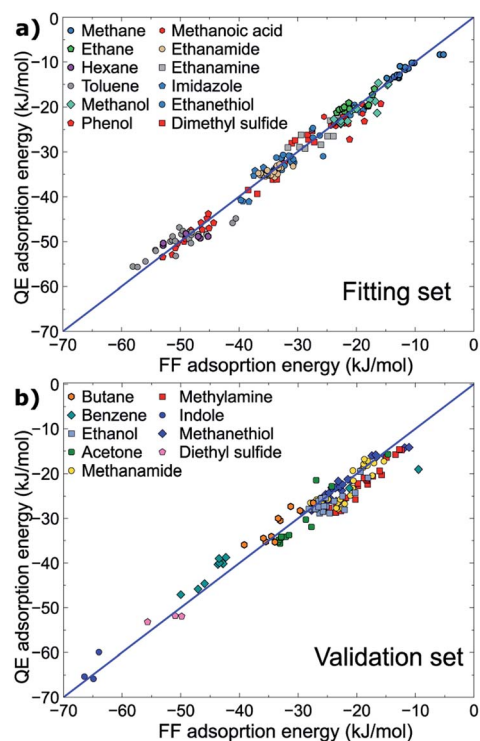 a)
Methane
Methanoic acid
Ethane
Ethanamide
Hexane
Ethanamine
Toluene
Imidazole
Methanol
Ethanethiol
Phenol
Dimethyl sulfide
0
−10
−20
−30
−40
−50
−60
−70
QE adsorption energy (kJ/mol)
Fitting set
−70 −60 −50 −40 −30 −20 −10 0
FF adsoprtion energy (kJ/mol)
b)
Butane
Methylamine
Benzene
Indole
Ethanol
Methanethiol
Acetone
Diethyl sulfide
Methanamide
0
−10
−20
−30
−40
−50
−60
−70
QE adsorption energy (kJ/mol)
Validation set
−70 −60 −50 −40 −30 −20 −10 0
FF adsoprtion energy (kJ/mol)